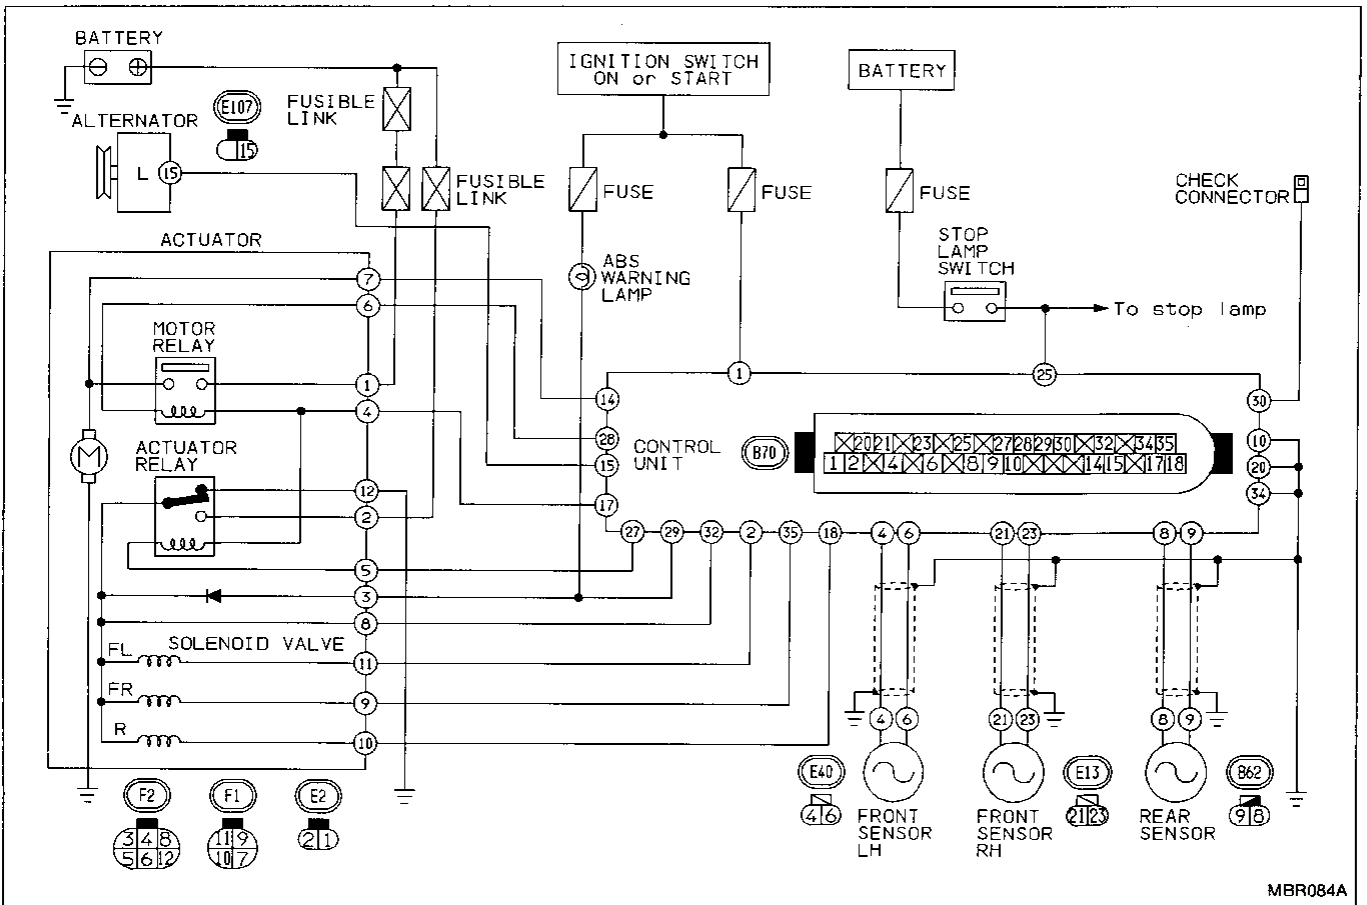 BATTERY
IGNITION SWITCH
ON or START
BATTERY
E107
15
FUSIBLE
LINK
ALTERNATOR
L 15
FUSIBLE
LINK
FUSE
FUSE
FUSE
CHECK
CONNECTOR
ACTUATOR
STOP
LAMP
SWITCH
ABS
WARNING
LAMP
To stop lamp
7
6
MOTOR
RELAY
1
4
1
25
14
30
28
CONTROL
UNIT
B70
20 21 23 25 27 28 29 30 32 34 35
1 2 4 6 8 9 10 14 15 17 18
10
15
20
17
34
M
ACTUATOR
RELAY
12
2
27 29 32 2 35 18 4 6 21 23 8 9
5
3
8
SOLENOID VALVE
FL
11
FR
9
R
10
4 6 21 23 8 9
F2
3 4 8
5 6 12
F1
11 9
10 7
E2
2 1
E40
4 6
FRONT
SENSOR
LH
FRONT
SENSOR
RH
E13
21 23
REAR
SENSOR
B62
9 8
MBR084A